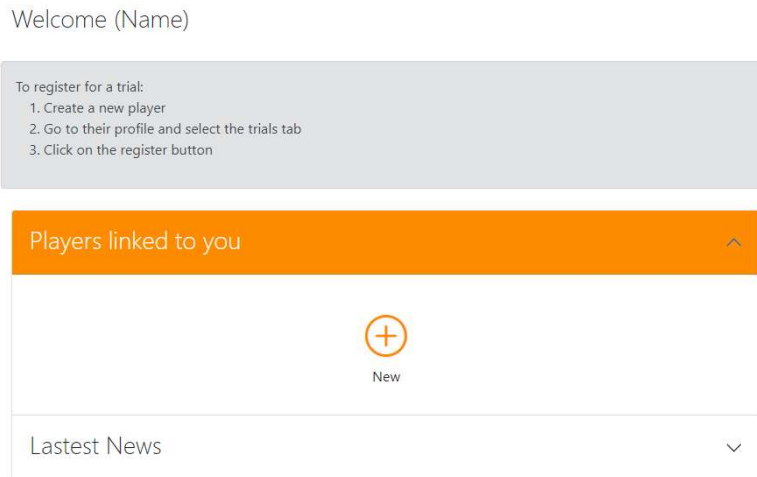 Welcome (Name)
To register for a trial:
1. Create a new player
2. Go to their profile and select the trials tab
3. Click on the register button
Players linked to you
New
Lastest News